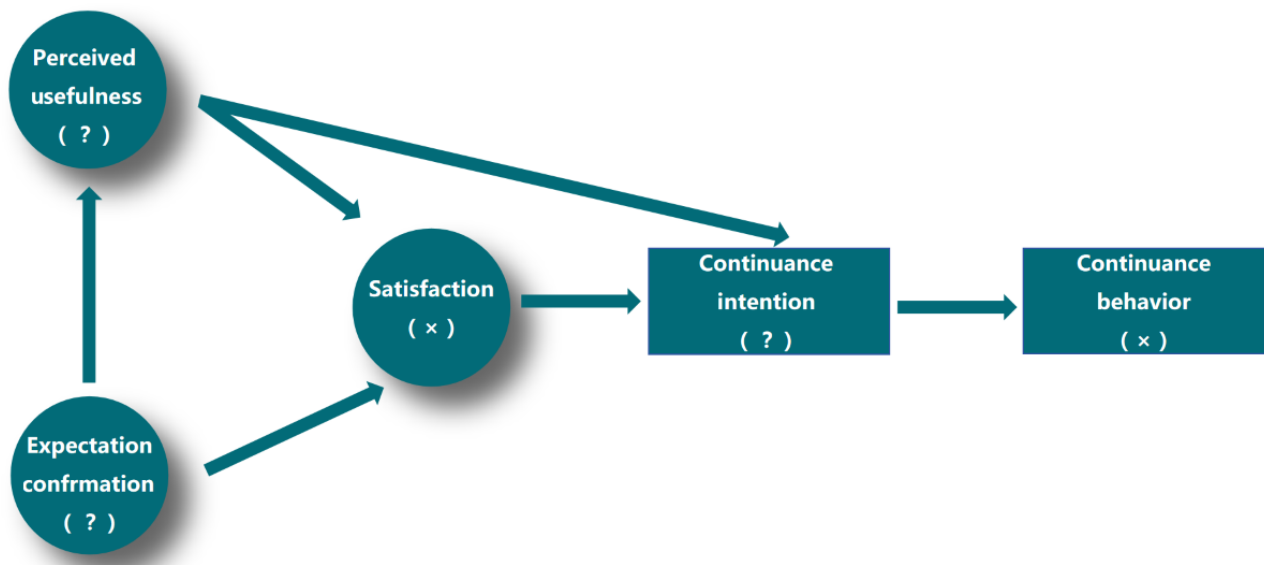 Perceived
usefulness
( ? )
Satisfaction
( × )
Continuance
intention
( ? )
Continuance
behavior
( × )
Expectation
confrmation
( ? )